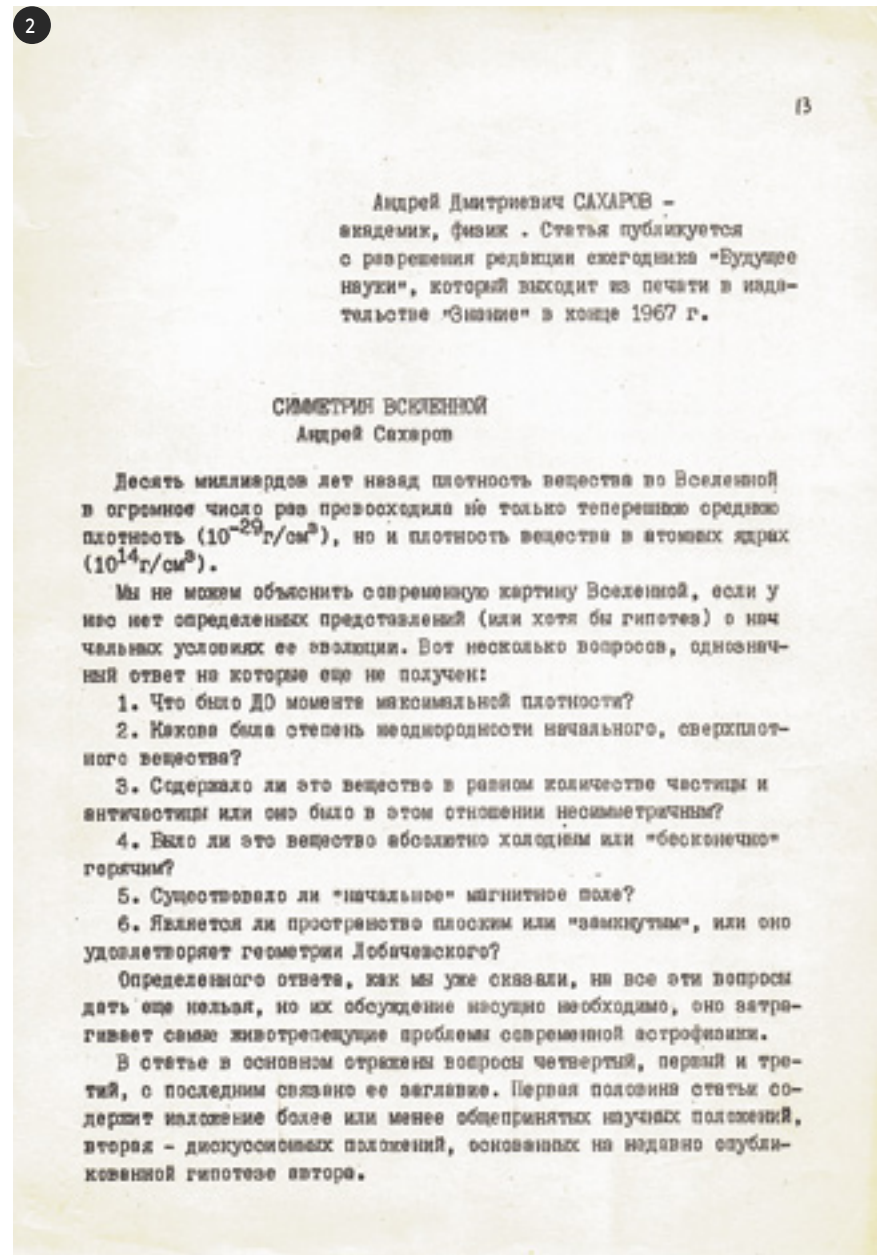 2
13
Андрей Дмитриевич САХАРОВ –
академик, физик . Статья публикуется
с разрешения редакции ежегодника "Будущее
науки", который выходит из печати в изда-
тельстве "Знание" в конце 1967 г.
СИММЕТРИЯ ВСЕЛЕННОЙ
Андрей Сахаров
Десять миллиардов лет назад плотность вещества во Вселенной
в огромное число раз превосходила не только теперешнюю среднюю
плотность (10⁻²⁹г/см³), но и плотность вещества в атомных ядрах
(10¹⁴г/см³).
Мы не можем объяснить современную картину Вселенной, если у
нас нет определенных представлений (или хотя бы гипотез) о нач
чальных условиях ее эволюции. Вот несколько вопросов, однознач-
ный ответ на которые еще не получен:
1. Что было ДО момента максимальной плотности?
2. Какова была степень неоднородности начального, сверхплот-
ного вещества?
3. Содержало ли это вещество в равном количестве частицы и
античастицы или оно было в этом отношении несимметричным?
4. Было ли это вещество абсолютно холодным или "бесконечно"
горячим?
5. Существовало ли "начальное" магнитное поле?
6. Является ли пространство плоским или "замкнутым", или оно
удовлетворяет геометрии Лобачевского?
Определенного ответа, как мы уже сказали, на все эти вопросы
дать еще нельзя, но их обсуждение насущно необходимо, оно затра-
гивает самые животрепещущие проблемы современной астрофизики.
В статье в основном отражены вопросы четвертый, первый и тре-
тий, с последним связано ее заглавие. Первая половина статьи со-
держит изложение более или менее общепринятых научных положений,
вторая – дискуссионных положений, основанных на недавно опубли-
кованной гипотезе автора.